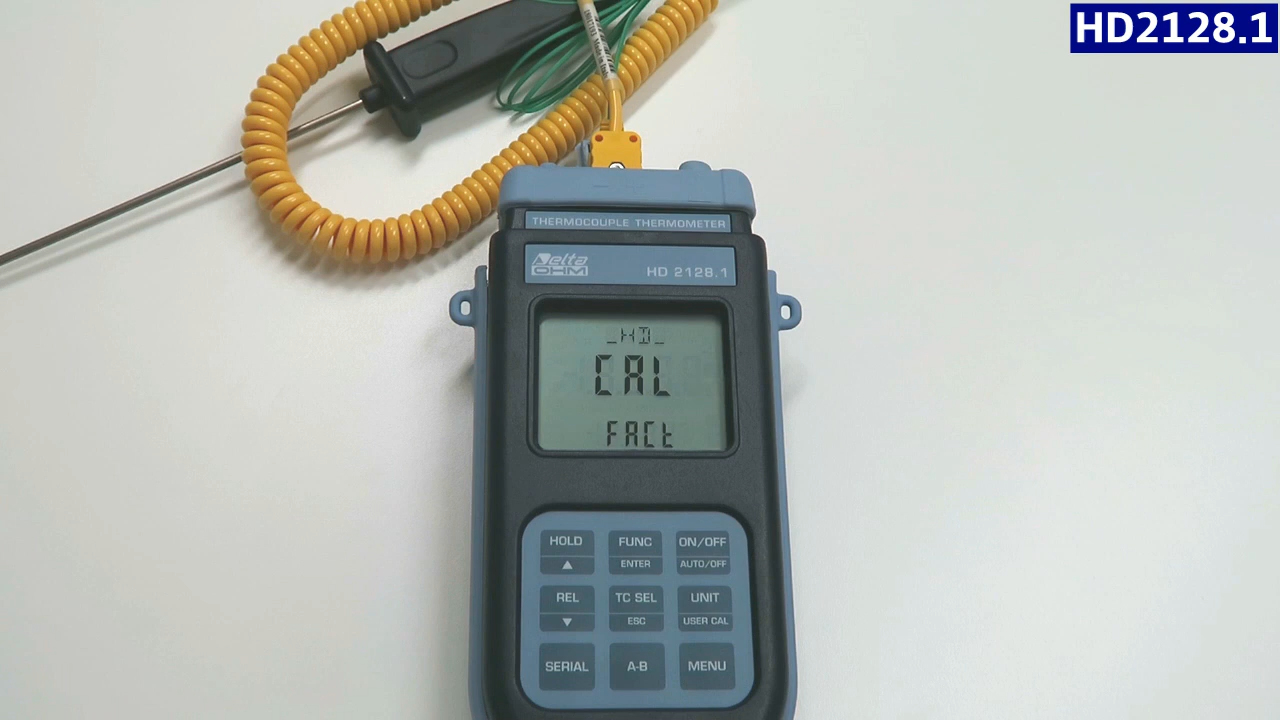 HD2128.1
THERMOCOUPLE THERMOMETER
Delta OHM
HD 2128.1
_HD_
CAL
FACt
HOLD FUNC ON/OFF
▲ ENTER AUTO/OFF
REL TC SEL UNIT
▼ ESC USER CAL
SERIAL A-B MENU